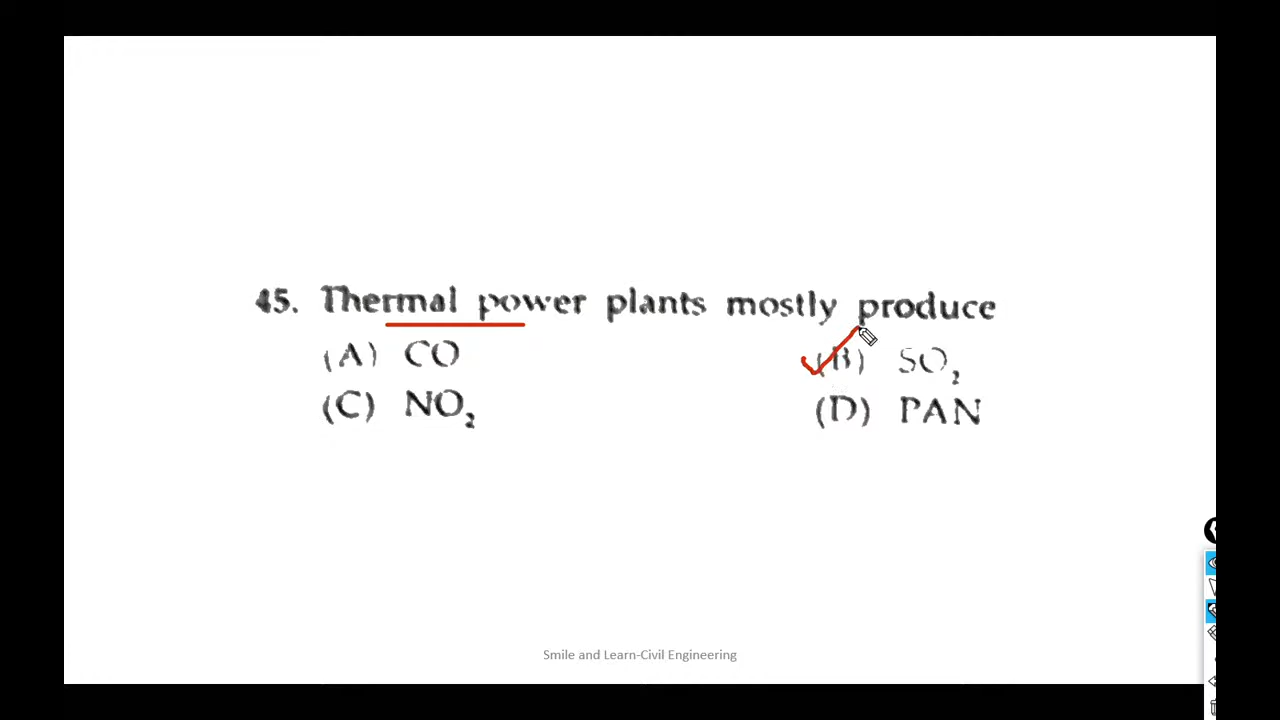 45. Thermal power plants mostly produce
(A) CO (B) SO₂
(C) NO₂ (D) PAN
Smile and Learn-Civil Engineering